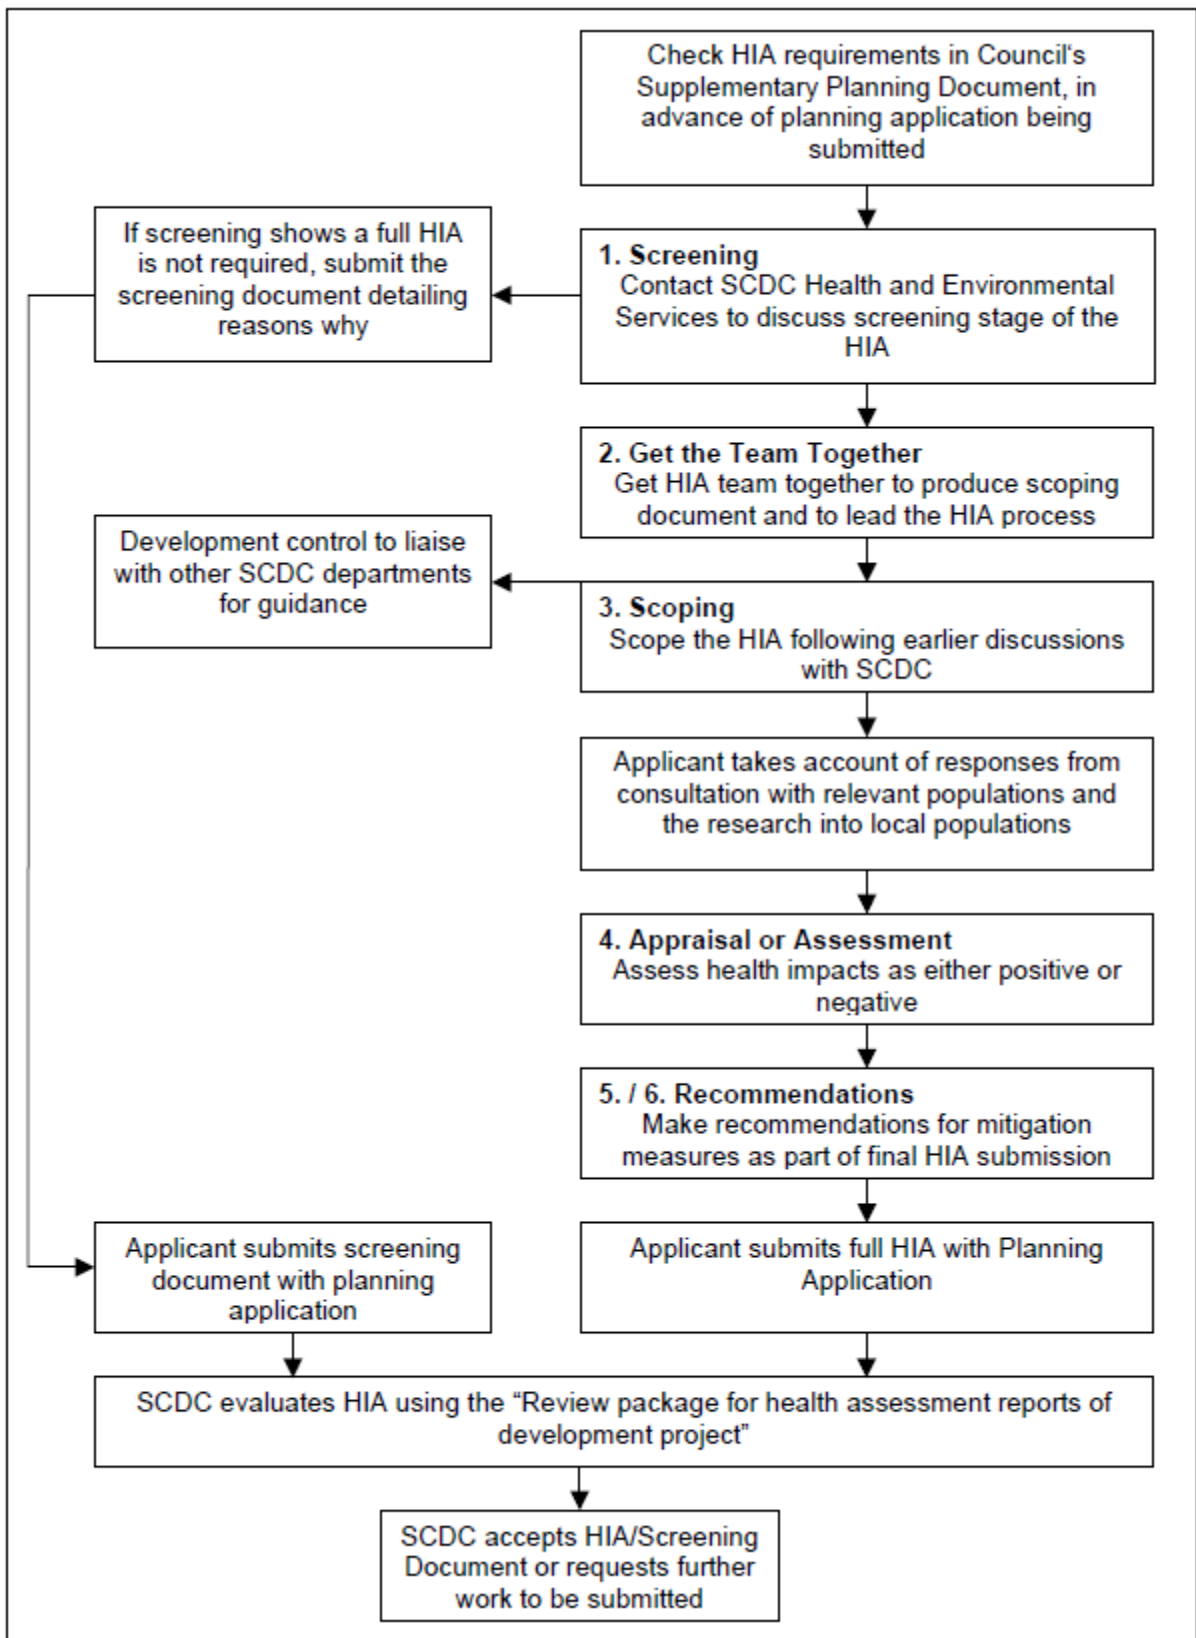 Check HIA requirements in Council‘s
Supplementary Planning Document, in
advance of planning application being
submitted
If screening shows a full HIA
is not required, submit the
screening document detailing
reasons why
1. Screening
Contact SCDC Health and Environmental
Services to discuss screening stage of the
HIA
2. Get the Team Together
Get HIA team together to produce scoping
document and to lead the HIA process
Development control to liaise
with other SCDC departments
for guidance
3. Scoping
Scope the HIA following earlier discussions
with SCDC
Applicant takes account of responses from
consultation with relevant populations and
the research into local populations
4. Appraisal or Assessment
Assess health impacts as either positive or
negative
5. / 6. Recommendations
Make recommendations for mitigation
measures as part of final HIA submission
Applicant submits screening
document with planning
application
Applicant submits full HIA with Planning
Application
SCDC evaluates HIA using the “Review package for health assessment reports of
development project”
SCDC accepts HIA/Screening
Document or requests further
work to be submitted